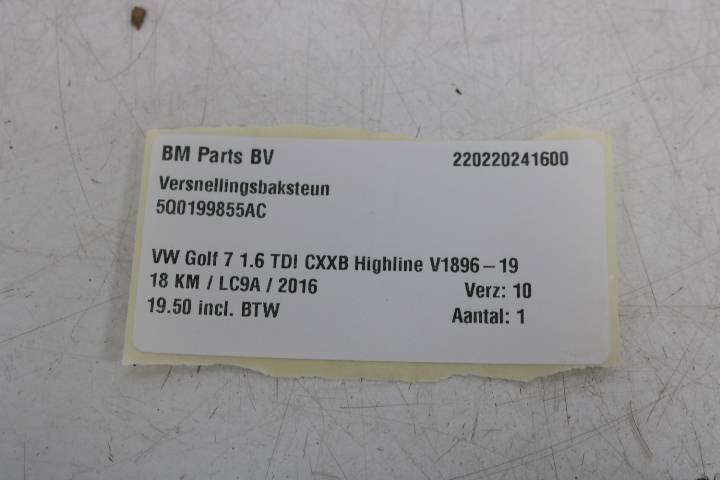 BM Parts BV 220220241600
Versnellingsbaksteun
5Q0199855AC
VW Golf 7 1.6 TDI CXXB Highline V1896-19
18 KM / LC9A / 2016 Verz: 10
19.50 incl. BTW Aantal: 1